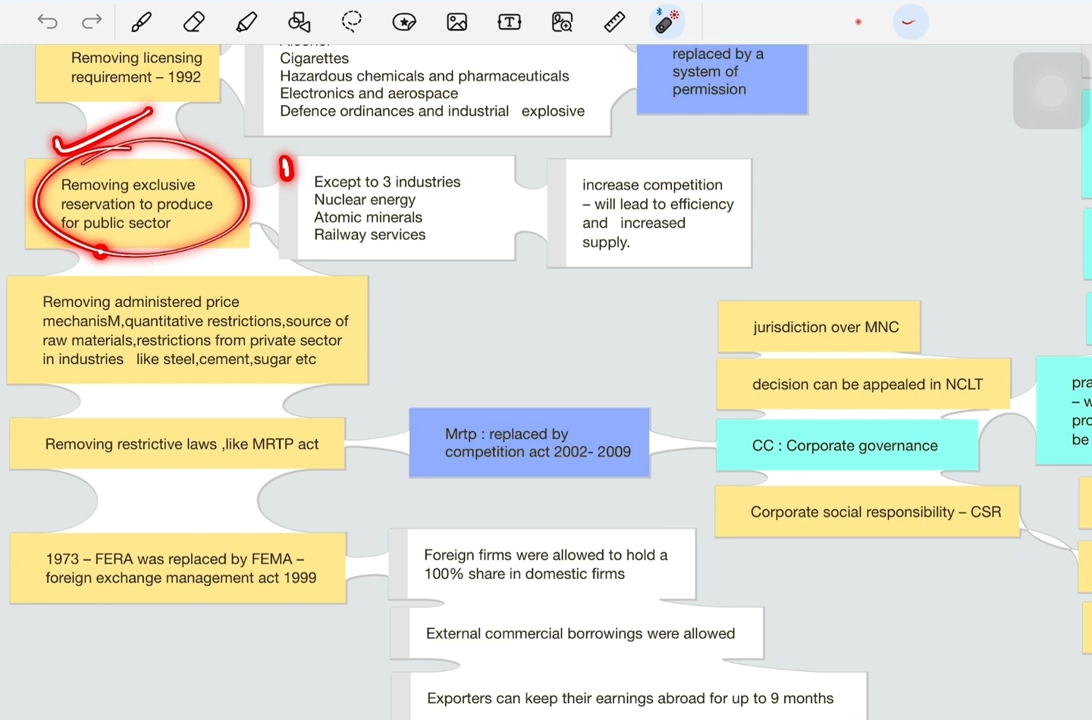 Removing licensing
requirement – 1992
Cigarettes
Hazardous chemicals and pharmaceuticals
Electronics and aerospace
Defence ordinances and industrial explosive
replaced by a
system of
permission
Removing exclusive
reservation to produce
for public sector
Except to 3 industries
Nuclear energy
Atomic minerals
Railway services
increase competition
– will lead to efficiency
and increased
supply.
Removing administered price
mechanisM,quantitative restrictions,source of
raw materials,restrictions from private sector
in industries like steel,cement,sugar etc
jurisdiction over MNC
decision can be appealed in NCLT
Removing restrictive laws ,like MRTP act
Mrtp : replaced by
competition act 2002- 2009
CC : Corporate governance
Corporate social responsibility – CSR
1973 – FERA was replaced by FEMA –
foreign exchange management act 1999
Foreign firms were allowed to hold a
100% share in domestic firms
External commercial borrowings were allowed
Exporters can keep their earnings abroad for up to 9 months
be